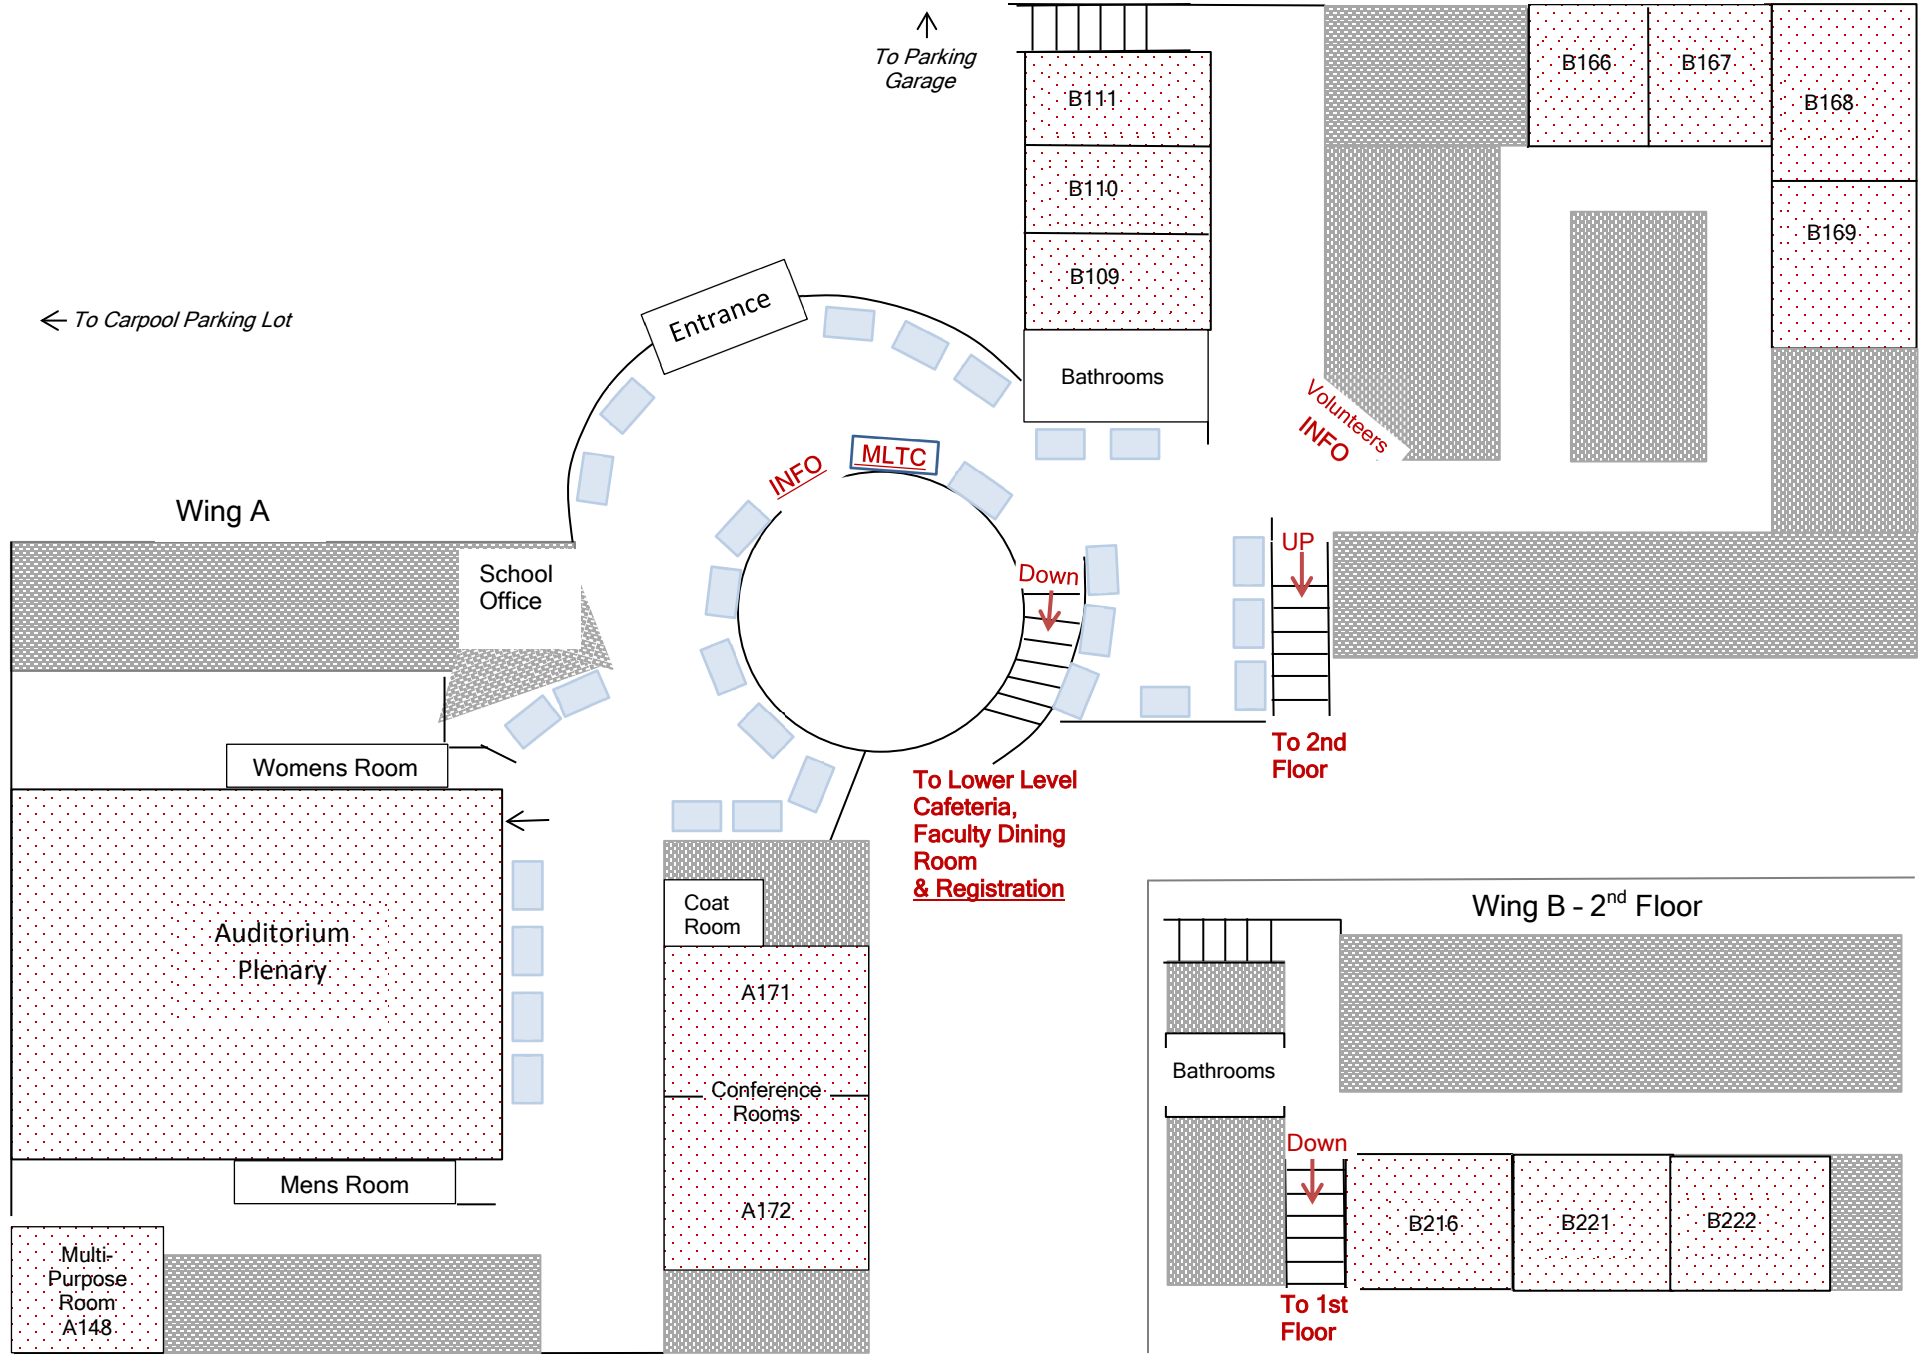 To Parking
Garage
B111
B110
B109
Bathrooms
B166
B167
B168
B169
To Carpool Parking Lot
Entrance
INFO
MLTC
Volunteers
INFO
Wing A
School
Office
Down
UP
To 2nd
Floor
Womens Room
To Lower Level
Cafeteria,
Faculty Dining
Room
& Registration
Auditorium
Plenary
Coat
Room
A171
Conference
Rooms
A172
Mens Room
Multi-
Purpose
Room
A148
Wing B - 2nd Floor
Bathrooms
Down
B216
B221
B222
To 1st
Floor